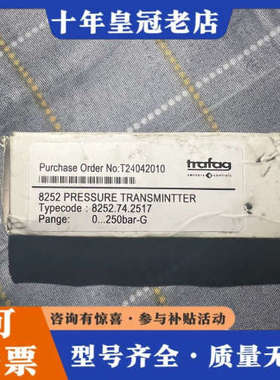 十年皇冠老店
Purchase Order No:T24042010
trafag
sensors & controls
8252 PRESSURE TRANSMINTTER
Typecode : 8252.74.2517
Pange: 0...250bar-G
可
票
咨询有惊喜·参与补贴活动
型号齐全·质量保证